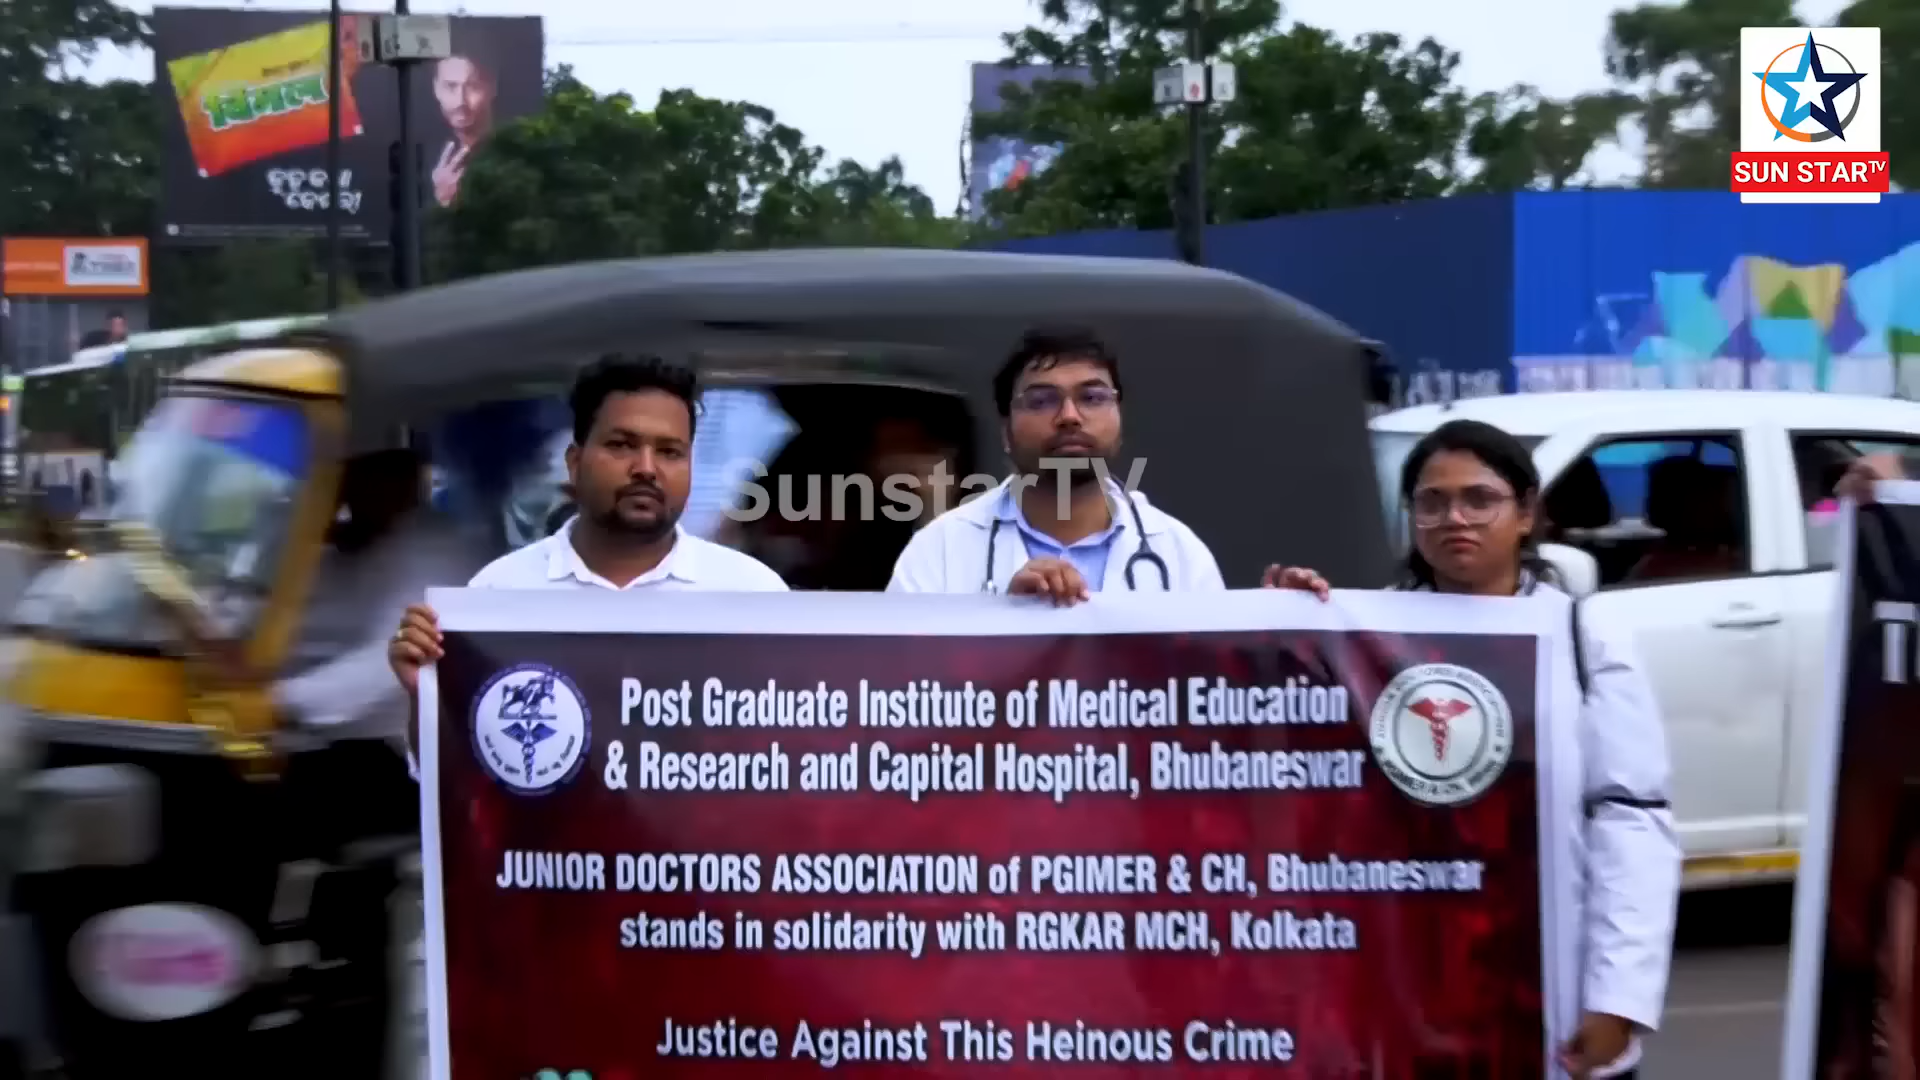 विमल
SUN STAR TV
SunstarTV
Post Graduate Institute of Medical Education
& Research and Capital Hospital, Bhubaneswar
JUNIOR DOCTORS ASSOCIATION of PGIMER & CH, Bhubaneswar
stands in solidarity with RGKAR MCH, Kolkata
Justice Against This Heinous Crime